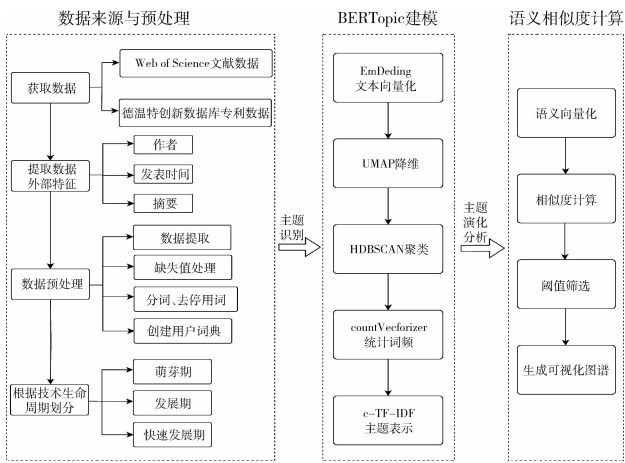 数据来源与预处理
获取数据
Web of Science文献数据
德温特创新数据库专利数据
提取数据
外部特征
作者
发表时间
摘要
数据预处理
数据提取
缺失值处理
分词、去停用词
创建用户词典
根据技术生命
周期划分
萌芽期
发展期
快速发展期
主题
识别
BERTopic建模
EmDeding
文本向量化
UMAP降维
HDBSCAN聚类
countVecforizer
统计词频
c-TF-IDF
主题表示
主题
演化
分析
语义相似度计算
语义向量化
相似度计算
阈值筛选
生成可视化图谱